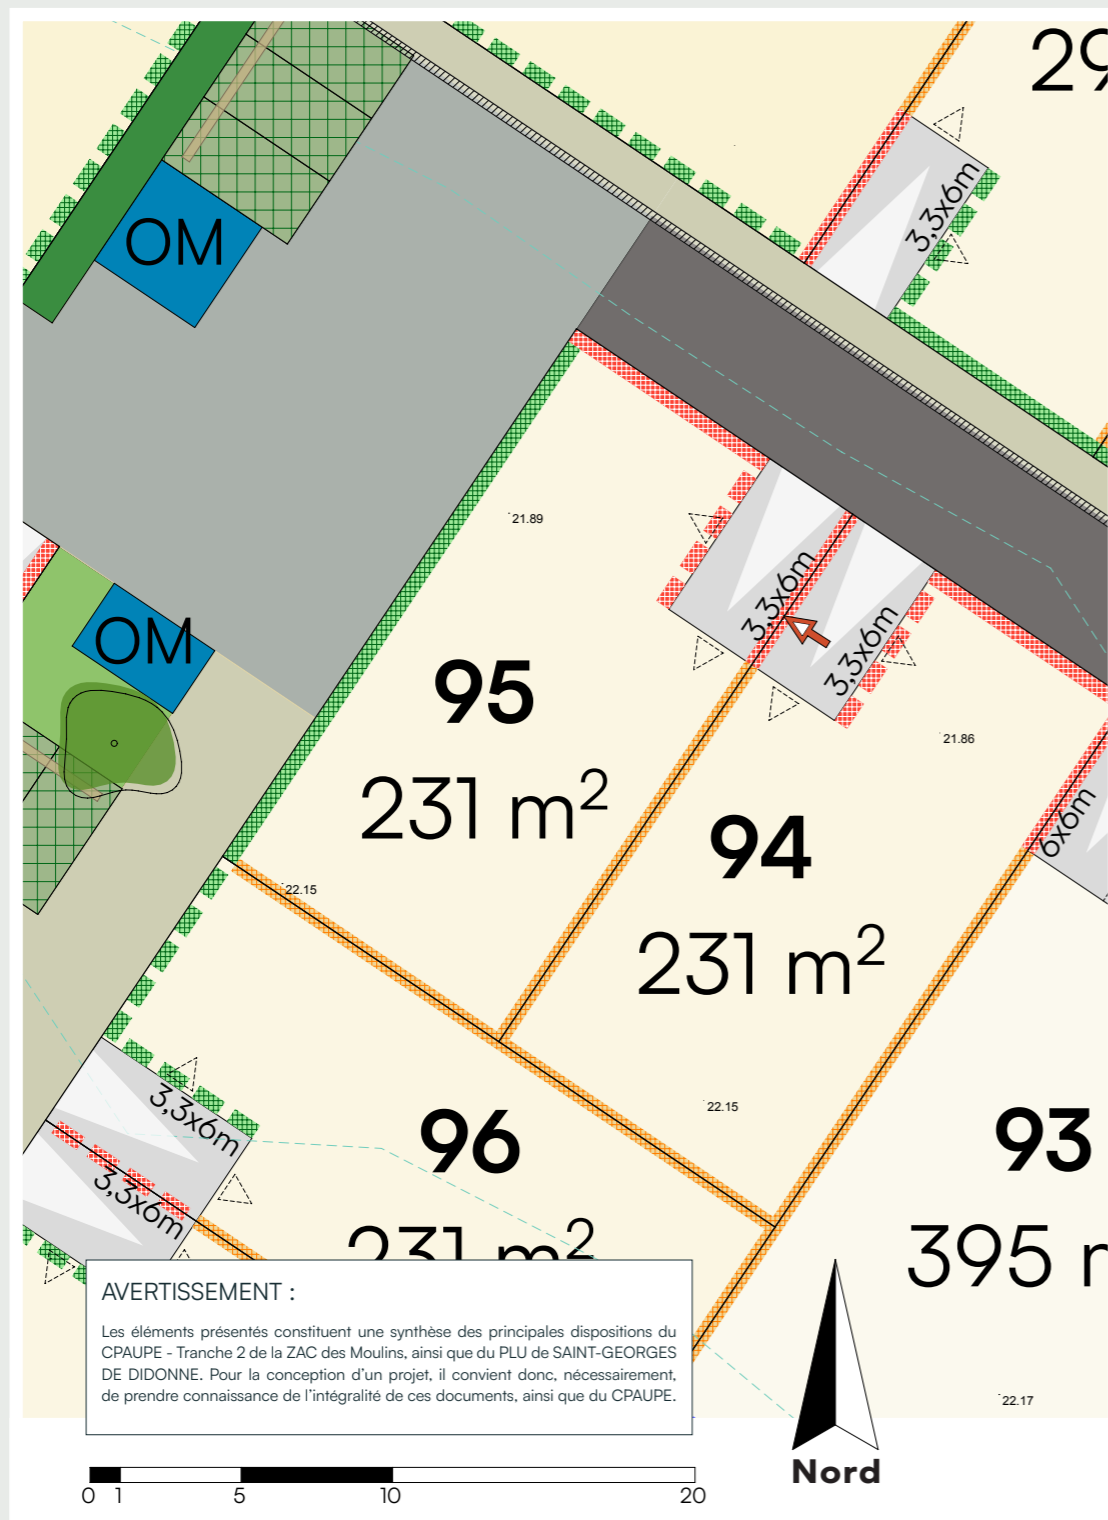 29
3,3x6m
OM
21.89
3,3x6m
3,3x6m
OM
95
231 m²
21.86
6x6m
94
231 m²
22.15
22.15
3,3x6m
3,3x6m
96
231 m²
93
395 m
AVERTISSEMENT :
Les éléments présentés constituent une synthèse des principales dispositions du
CPAUPE - Tranche 2 de la ZAC des Moulins, ainsi que du PLU de SAINT-GEORGES
DE DIDONNE. Pour la conception d'un projet, il convient donc, nécessairement,
de prendre connaissance de l'intégralité de ces documents, ainsi que du CPAUPE.
22.17
Nord
0 1 5 10 20